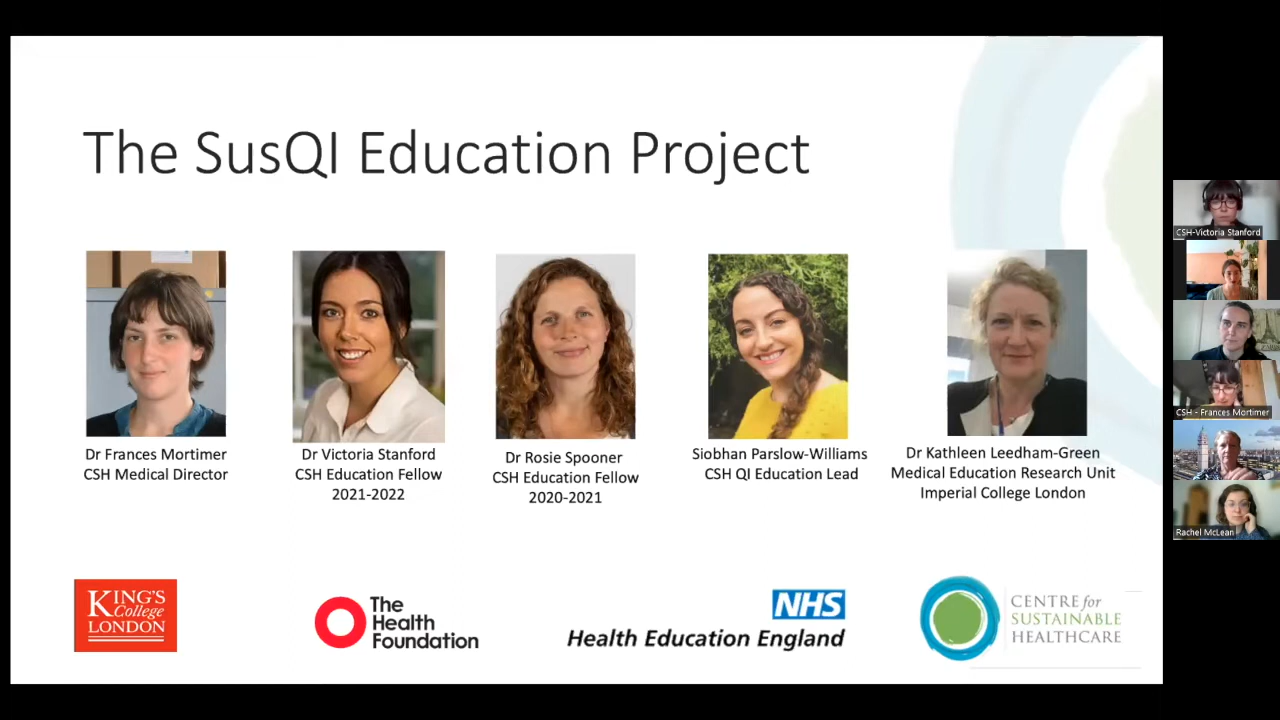 The SusQI Education Project
Dr Frances Mortimer
CSH Medical Director
Dr Victoria Stanford
CSH Education Fellow
2021-2022
Dr Rosie Spooner
CSH Education Fellow
2020-2021
Siobhan Parslow-Williams
CSH QI Education Lead
Dr Kathleen Leedham-Green
Medical Education Research Unit
Imperial College London
KING'S
College
LONDON
The
Health
Foundation
NHS
Health Education England
CENTRE for
SUSTAINABLE
HEALTHCARE
CSH-Victoria Stanford
CSH - Frances Mortimer
Rachel McLean